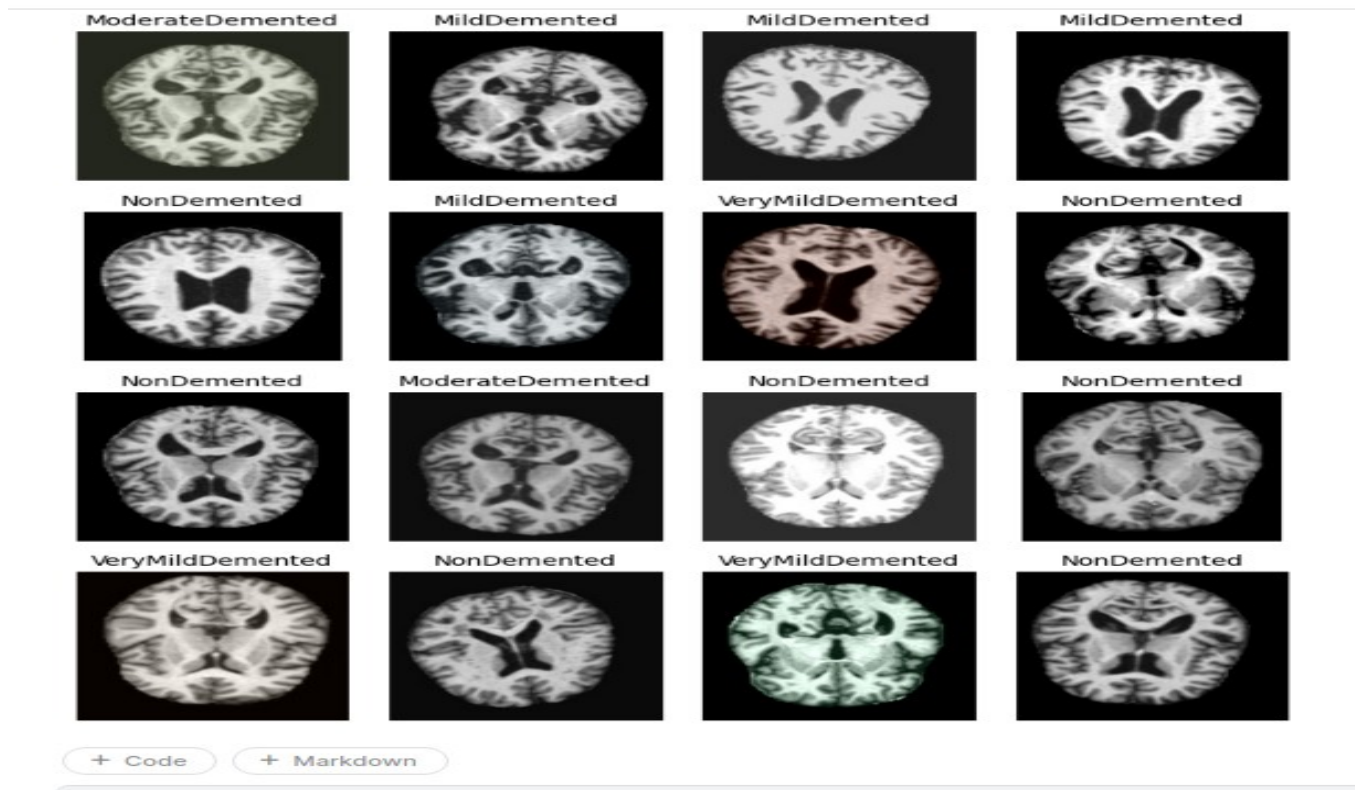 ModerateDemented MildDemented MildDemented MildDemented
NonDemented MildDemented VeryMildDemented NonDemented
NonDemented ModerateDemented NonDemented NonDemented
VeryMildDemented NonDemented VeryMildDemented NonDemented
+ Code + Markdown